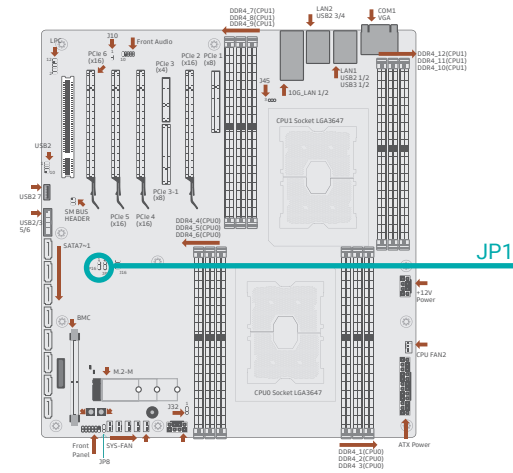 DDR4_7(CPU1)
DDR4_8(CPU1)
DDR4_9(CPU1)
LAN2
USB2 3/4
COM1
VGA
LPC
J10
Front Audio
PCIe 6
(x16)
PCIe 3
(x4)
PCIe 2
(x16)
PCIe 1
(x8)
J45
LAN1
USB2 1/2
USB3 1/2
10G_LAN 1/2
DDR4_12(CPU1)
DDR4_11(CPU1)
DDR4_10(CPU1)
CPU1 Socket LGA3647
USB2
USB2 7
SM BUS
HEADER
PCIe 5
(x16)
PCIe 4
(x16)
PCIe 3-1
(x8)
USB2/3
5/6
DDR4_4(CPU0)
DDR4_5(CPU0)
DDR4_6(CPU0)
SATA7~1
JP1
+12V
Power
BMC
CPU FAN2
M.2-M
CPU0 Socket LGA3647
J32
Front
Panel
JP8
SYS-FAN
DDR4_1(CPU0)
DDR4_2(CPU0)
DDR4_3(CPU0)
ATX Power